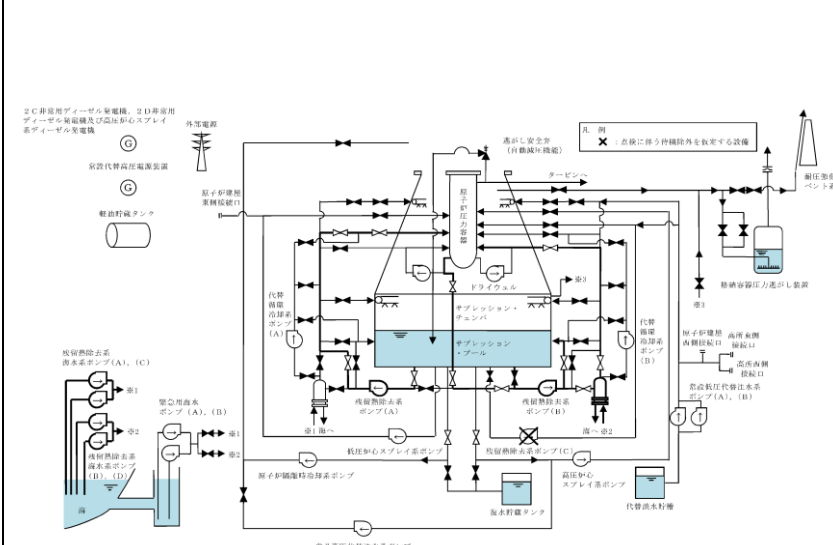 2C非常用ディーゼル発電機，2D非常用
ディーゼル発電機及び高圧炉心スプレイ
系ディーゼル発電機
G
常設代替高圧電源装置
G
軽油貯蔵タンク
外部電源
原子炉建屋
東側接続口
逃がし安全弁
(自動減圧機能)
凡 例
:点検に伴う待機除外を仮定する設備
タービンへ
原子炉圧力容器
ドライウェル
サプレッション・
チェンバ
サプレッション
・プール
※3
代替
循環
冷却系
ポンプ
(A)
代替
循環
冷却系
ポンプ
(B)
耐圧強化
ベント系
格納容器圧力逃がし装置
※3
原子炉建屋
西側接続口
高所東側
接続口
高所西側
接続口
常設低圧代替注水系
ポンプ(A)，(B)
代替淡水貯槽
残留熱除去系
海水系ポンプ(A)，(C)
※1
※2
残留熱除去系
海水系ポンプ
(B)，(D)
海
緊急用海水
ポンプ(A)，(B)
※1
※2
残留熱除去系
ポンプ(A)
残留熱除去系
ポンプ(B)
※1 海へ
海へ ※2
低圧炉心スプレイ系ポンプ
残留熱除去系ポンプ(C)
原子炉隔離時冷却系ポンプ
高圧炉心
スプレイ系ポンプ
海水貯蔵タンク